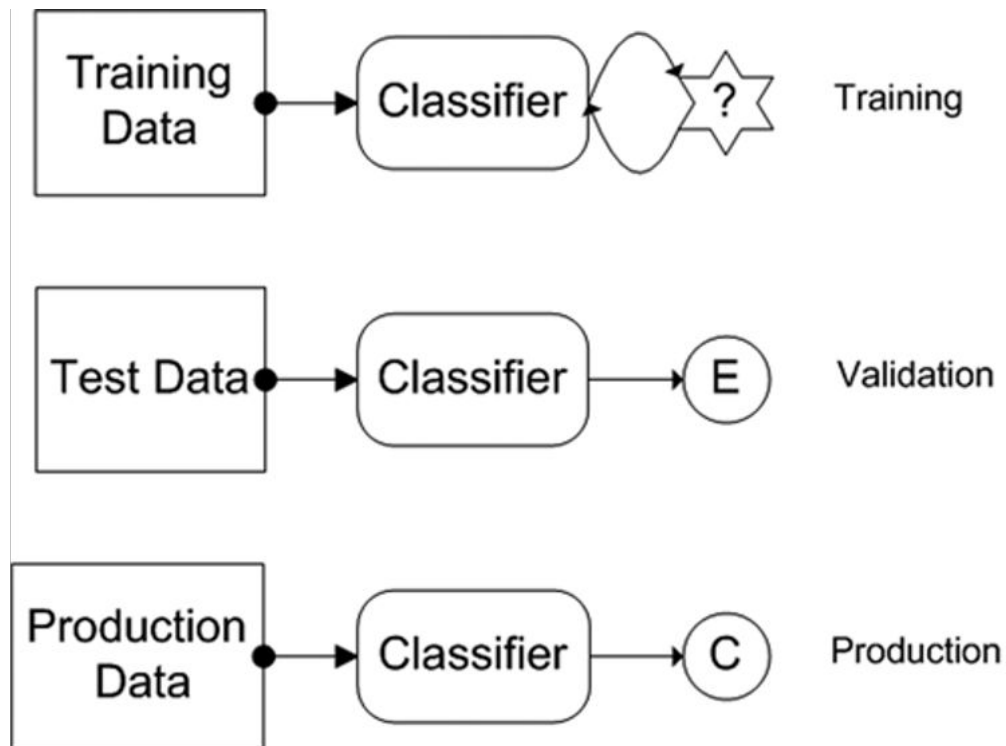 Training
Data
Classifier
?
Training
Test Data
Classifier
E
Validation
Production
Data
Classifier
C
Production